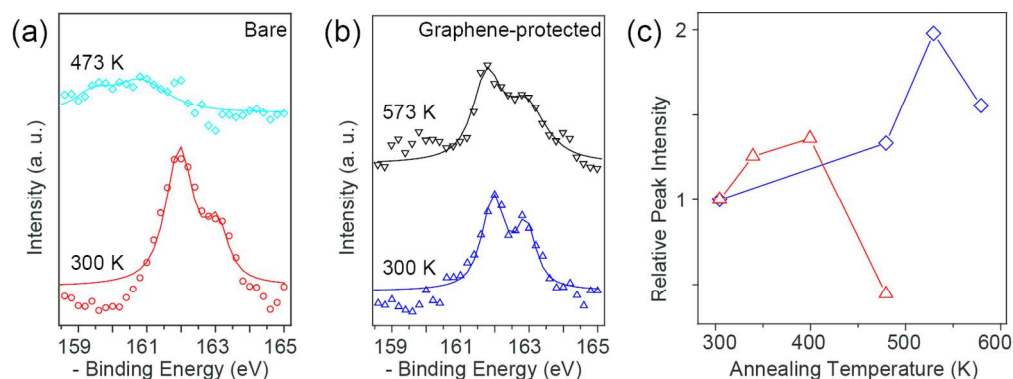 (a)
Bare
473 K
300 K
Intensity (a. u.)
159 161 163 165
- Binding Energy (eV)
(b)
Graphene-protected
573 K
300 K
Intensity (a. u.)
159 161 163 165
- Binding Energy (eV)
(c)
2
1
Relative Peak Intensity
300 400 500 600
Annealing Temperature (K)